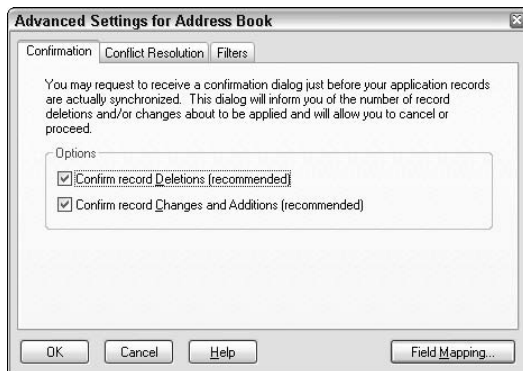 Advanced Settings for Address Book
Confirmation Conflict Resolution Filters
You may request to receive a confirmation dialog just before your application records
are actually synchronized. This dialog will inform you of the number of record
deletions and/or changes about to be applied and will allow you to cancel or
proceed.
Options
Confirm record Deletions (recommended)
Confirm record Changes and Additions (recommended)
OK Cancel Help Field Mapping...